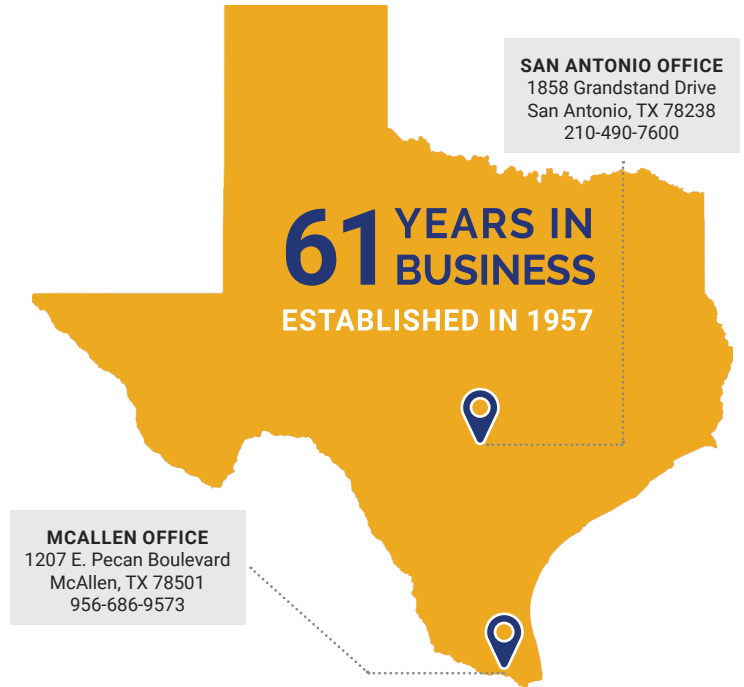 SAN ANTONIO OFFICE
1858 Grandstand Drive
San Antonio, TX 78238
210-490-7600
61 YEARS IN
BUSINESS
ESTABLISHED IN 1957
MCALLEN OFFICE
1207 E. Pecan Boulevard
McAllen, TX 78501
956-686-9573